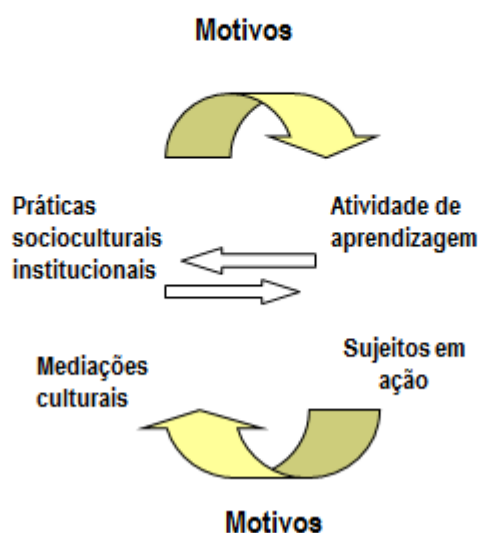 Motivos
Práticas
socioculturais
institucionais
Atividade de
aprendizagem
Mediações
culturais
Sujeitos em
ação
Motivos